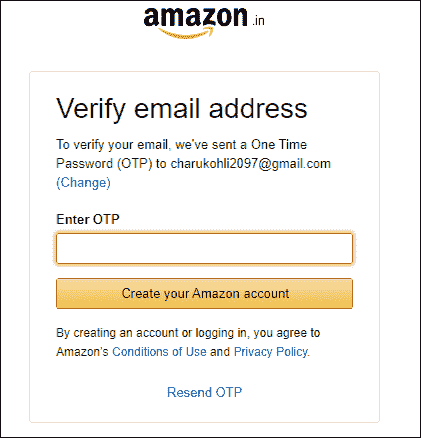 amazon.in
Verify email address
To verify your email, we've sent a One Time
Password (OTP) to charukohli2097@gmail.com
(Change)
Enter OTP
Create your Amazon account
By creating an account or logging in, you agree to
Amazon's Conditions of Use and Privacy Policy.
Resend OTP